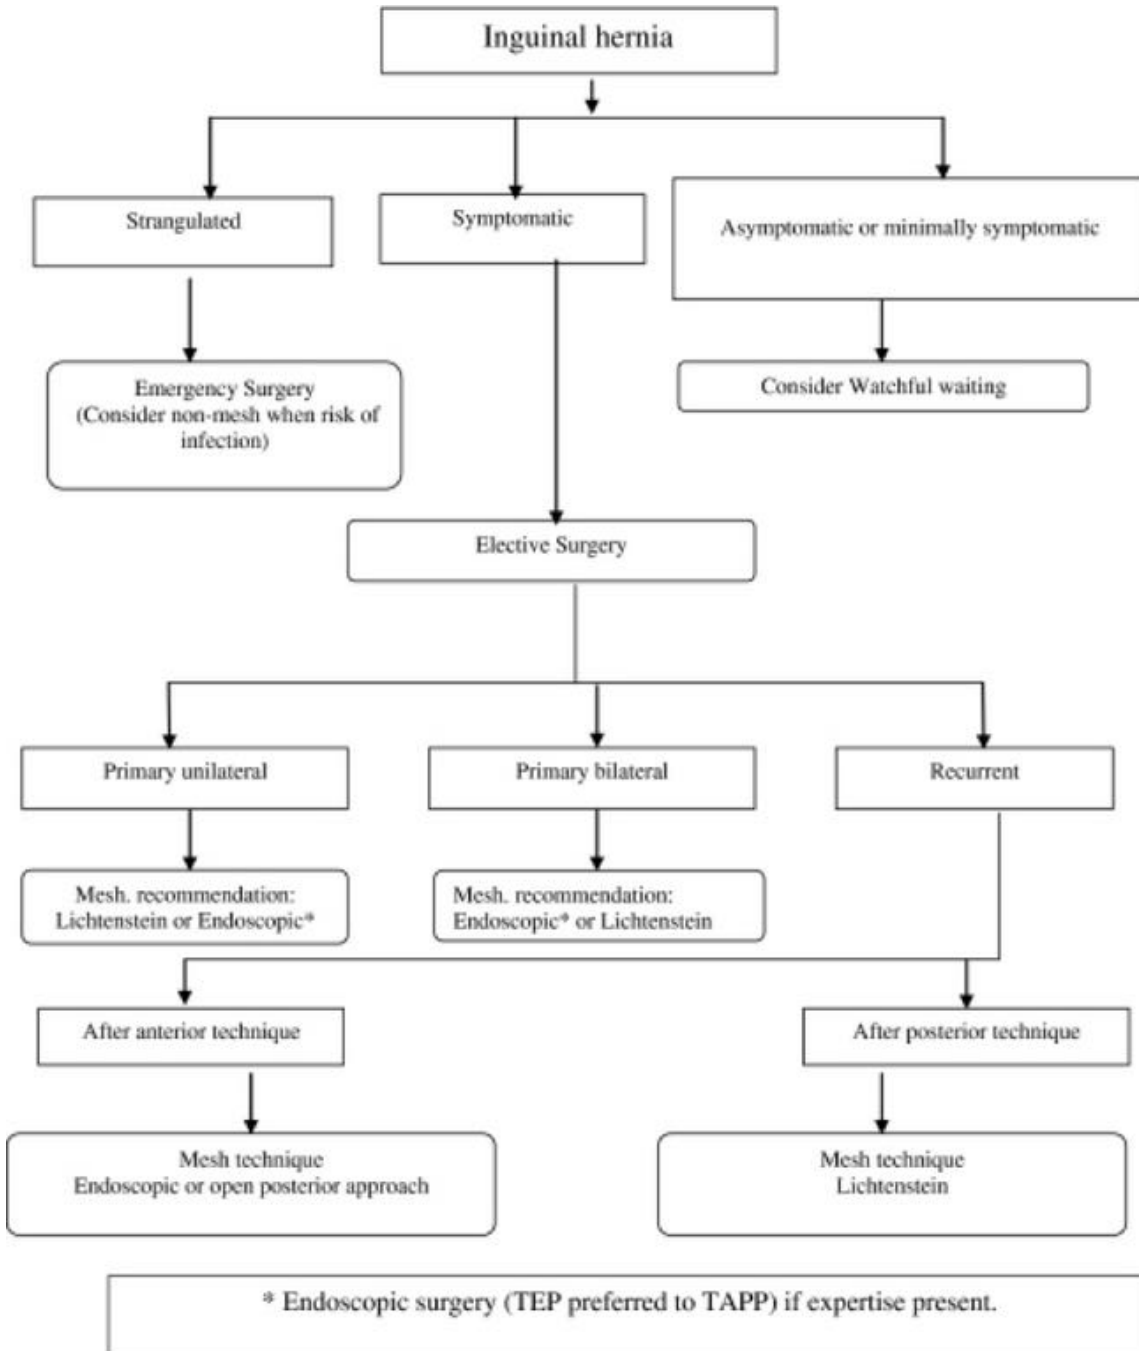 Inguinal hernia
Strangulated
Symptomatic
Asymptomatic or minimally symptomatic
Emergency Surgery
(Consider non-mesh when risk of
infection)
Consider Watchful waiting
Elective Surgery
Primary unilateral
Primary bilateral
Recurrent
Mesh. recommendation:
Lichtenstein or Endoscopic*
Mesh. recommendation:
Endoscopic* or Lichtenstein
After anterior technique
After posterior technique
Mesh technique
Endoscopic or open posterior approach
Mesh technique
Lichtenstein
* Endoscopic surgery (TEP preferred to TAPP) if expertise present.